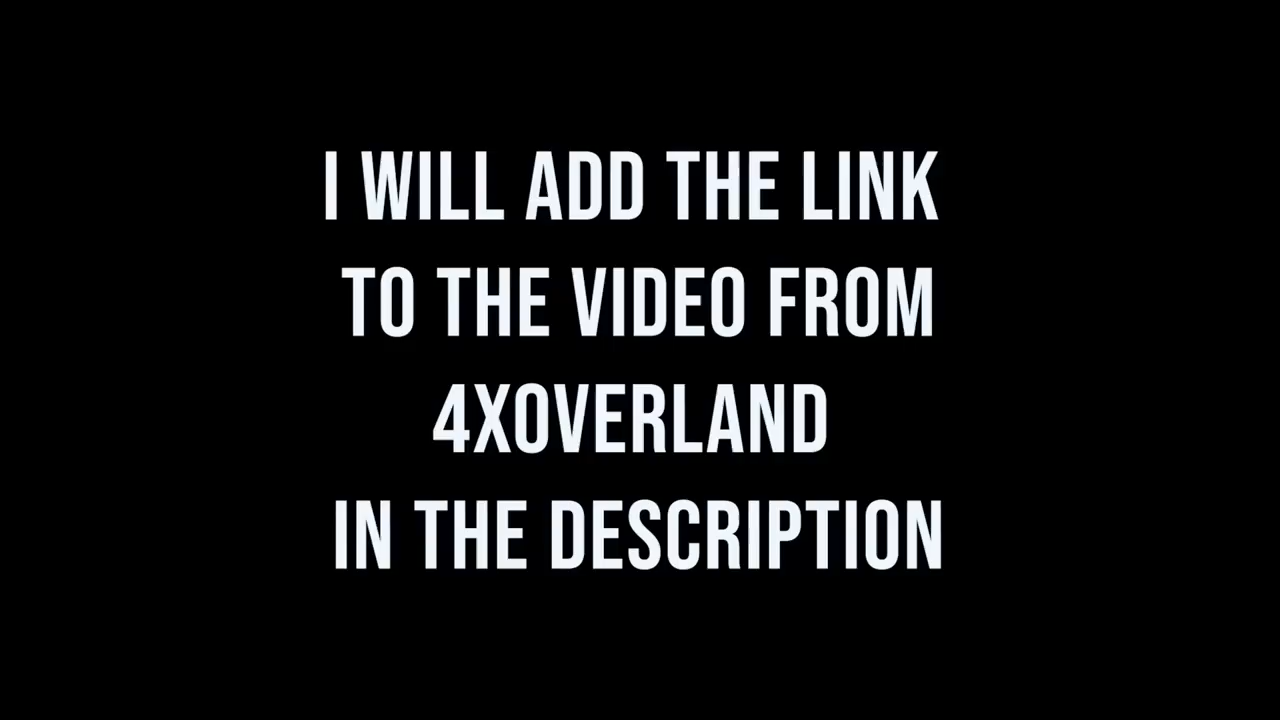 I WILL ADD THE LINK
TO THE VIDEO FROM
4XOVERLAND
IN THE DESCRIPTION